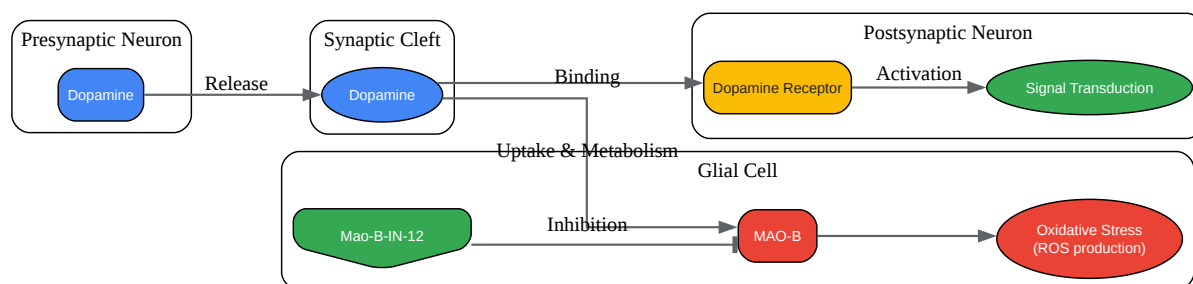 Presynaptic Neuron
Synaptic Cleft
Postsynaptic Neuron
Dopamine
Release
Dopamine
Binding
Dopamine Receptor
Activation
Signal Transduction
Uptake & Metabolism
Glial Cell
Mao-B-IN-12
Inhibition
MAO-B
Oxidative Stress
(ROS production)